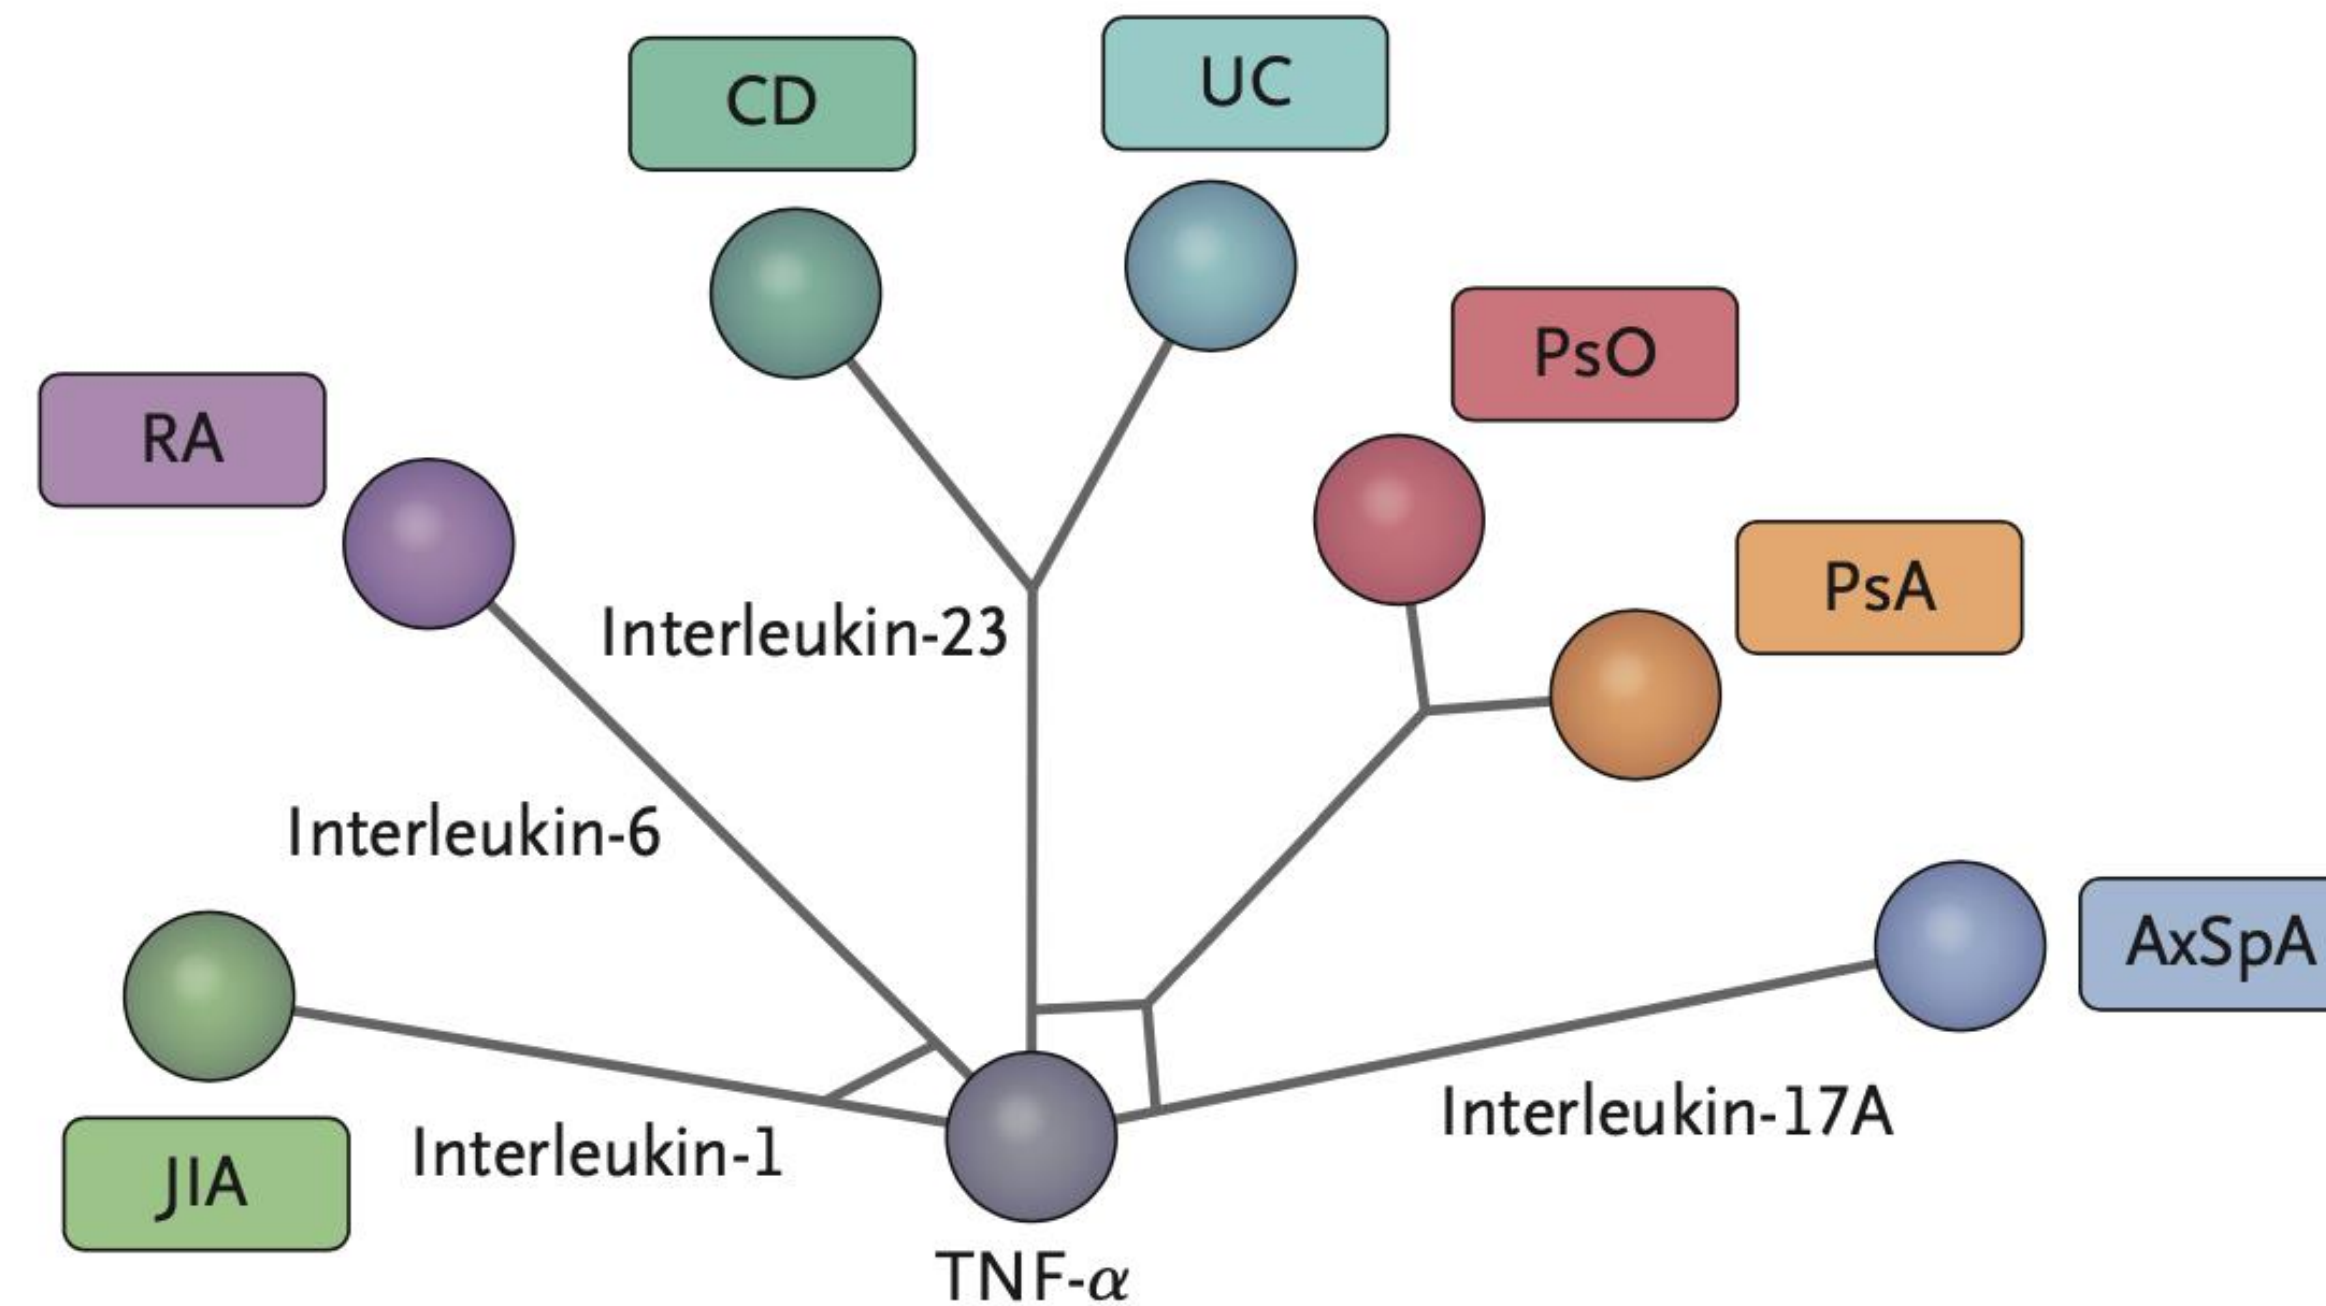 CD
UC
PsO
RA
PsA
Interleukin-23
Interleukin-6
AxSpA
Interleukin-17A
Interleukin-1
JIA
TNF-α